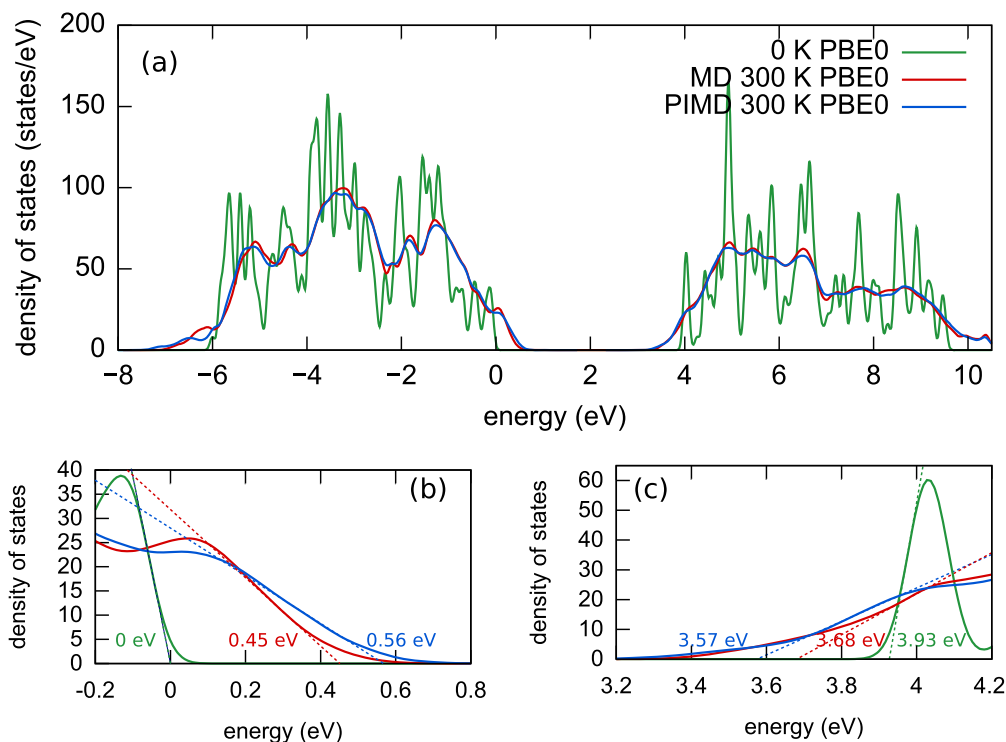 (a)
0 K PBE0
MD 300 K PBE0
PIMD 300 K PBE0
density of states (states/eV)
200
150
100
50
0
-8 -6 -4 -2 0 2 4 6 8 10
energy (eV)
(b)
density of states
40
35
30
25
20
15
10
5
0
0 eV 0.45 eV 0.56 eV
-0.2 0 0.2 0.4 0.6 0.8
energy (eV)
(c)
density of states
60
50
40
30
20
10
0
3.57 eV 3.68 eV 3.93 eV
3.2 3.4 3.6 3.8 4 4.2
energy (eV)